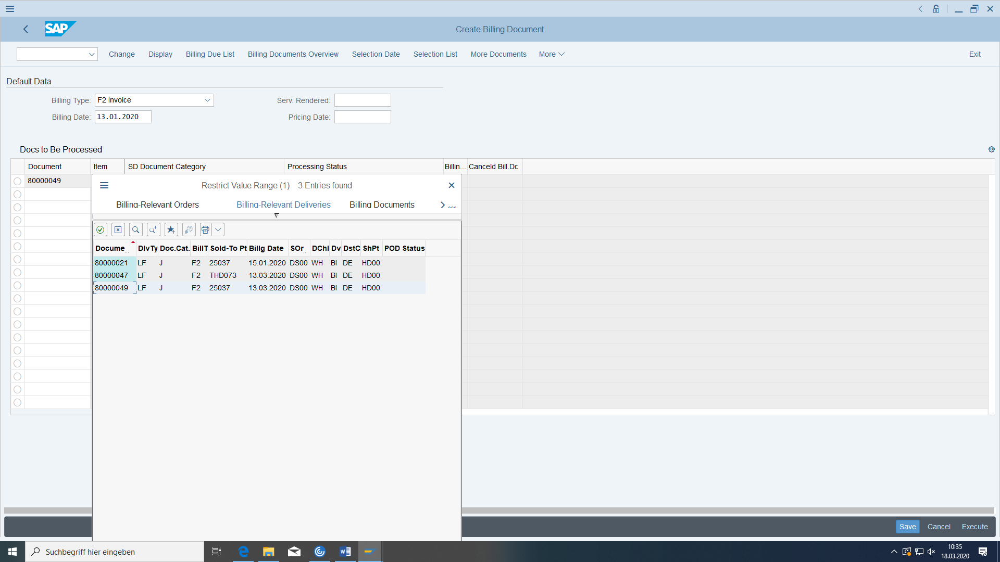 SAP
Create Billing Document
Change Display Billing Due List Billing Documents Overview Selection Date Selection List More Documents More Exit
Default Data
Billing Type: F2 Invoice Serv. Rendered:
Billing Date: 13.01.2020 Pricing Date:
Docs to Be Processed
Document Item SD Document Category Processing Status Billin... Canceld Bill.Dc
80000049
Restrict Value Range (1) 3 Entries found
Billing-Relevant Orders Billing-Relevant Deliveries Billing Documents ...
Docume... DlvTy Doc.Cat. BillT Sold-To Pt Billg Date SOr... DChl Dv DstC ShPt POD Status
80000021 LF J F2 25037 15.01.2020 DS00 WH BI DE HD00
80000047 LF J F2 THD073 13.03.2020 DS00 WH BI DE HD00
80000049 LF J F2 25037 13.03.2020 DS00 WH BI DE HD00
Save Cancel Execute
Suchbegriff hier eingeben
10:35
18.03.2020